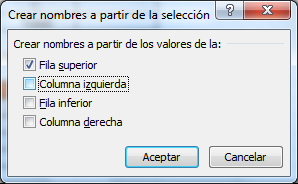 Crear nombres a partir de la selección
Crear nombres a partir de los valores de la:
Fila superior
Columna izquierda
Fila inferior
Columna derecha
Aceptar
Cancelar